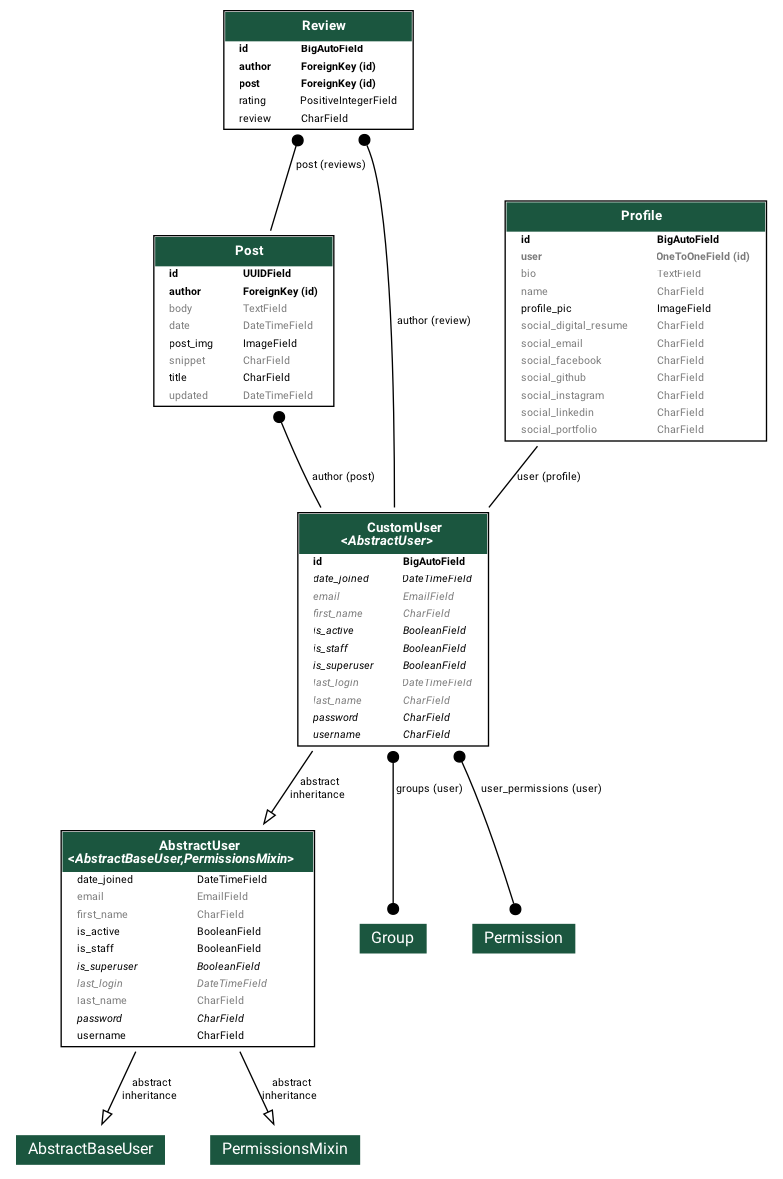 Review
id BigAutoField
author ForeignKey (id)
post ForeignKey (id)
rating PositiveIntegerField
review CharField
post (reviews)
author (review)
Post
id UUIDField
author ForeignKey (id)
body TextField
date DateTimeField
post_img ImageField
snippet CharField
title CharField
updated DateTimeField
Profile
id BigAutoField
user OneToOneField (id)
bio TextField
name CharField
profile_pic ImageField
social_digital_resume CharField
social_email CharField
social_facebook CharField
social_github CharField
social_instagram CharField
social_linkedin CharField
social_portfolio CharField
author (post)
user (profile)
CustomUser
<AbstractUser>
id BigAutoField
date_joined DateTimeField
email EmailField
first_name CharField
is_active BooleanField
is_staff BooleanField
is_superuser BooleanField
last_login DateTimeField
last_name CharField
password CharField
username CharField
abstract
inheritance
groups (user)
user_permissions (user)
AbstractUser
<AbstractBaseUser,PermissionsMixin>
date_joined DateTimeField
email EmailField
first_name CharField
is_active BooleanField
is_staff BooleanField
is_superuser BooleanField
last_login DateTimeField
last_name CharField
password CharField
username CharField
Group
Permission
abstract
inheritance
abstract
inheritance
AbstractBaseUser
PermissionsMixin